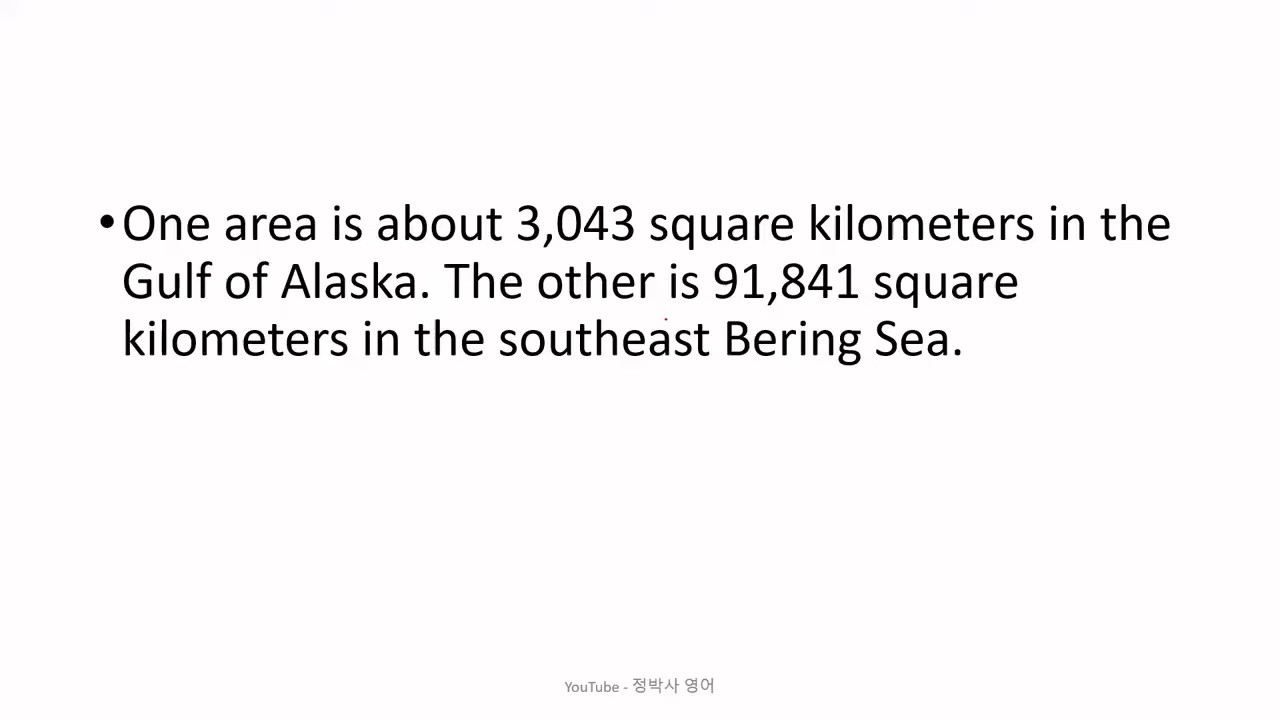 •One area is about 3,043 square kilometers in the
Gulf of Alaska. The other is 91,841 square
kilometers in the southeast Bering Sea.
YouTube - 정박사 영어